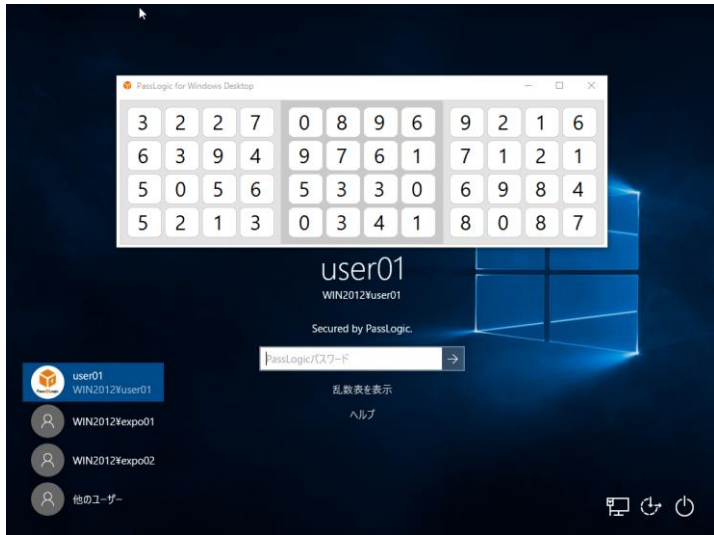 PassLogic for Windows Desktop
3 2 2 7 0 8 9 6 9 2 1 6
6 3 9 4 9 7 6 1 7 1 2 1
5 0 5 6 5 3 3 0 6 9 8 4
5 2 1 3 0 3 4 1 8 0 8 7
user01
WIN2012¥user01
Secured by PassLogic.
PassLogicパスワード
乱数表を表示
ヘルプ
user01
WIN2012¥user01
WIN2012¥expo01
WIN2012¥expo02
他のユーザー